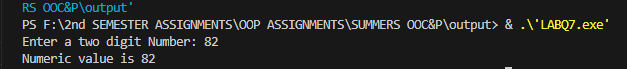 RS OOC&P\output'
PS F:\2nd SEMESTER ASSIGNMENTS\OOP ASSIGNMENTS\SUMMERS OOC&P\output> & .\'LABQ7.exe'
Enter a two digit Number: 82
Numeric value is 82